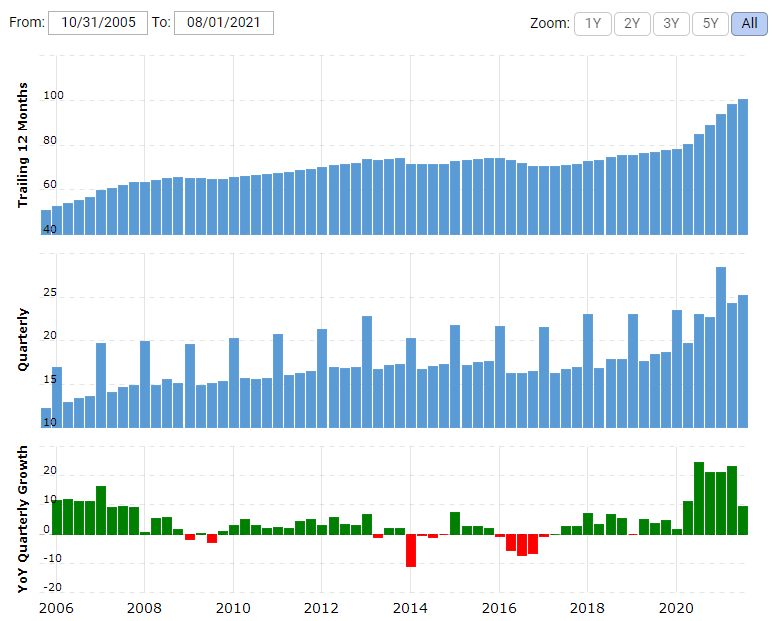 From: 10/31/2005 To: 08/01/2021 Zoom: 1Y 2Y 3Y 5Y All
Trailing 12 Months
100
80
60
40
Quarterly
25
20
15
10
YoY Quarterly Growth
20
10
0
-10
-20
2006 2008 2010 2012 2014 2016 2018 2020